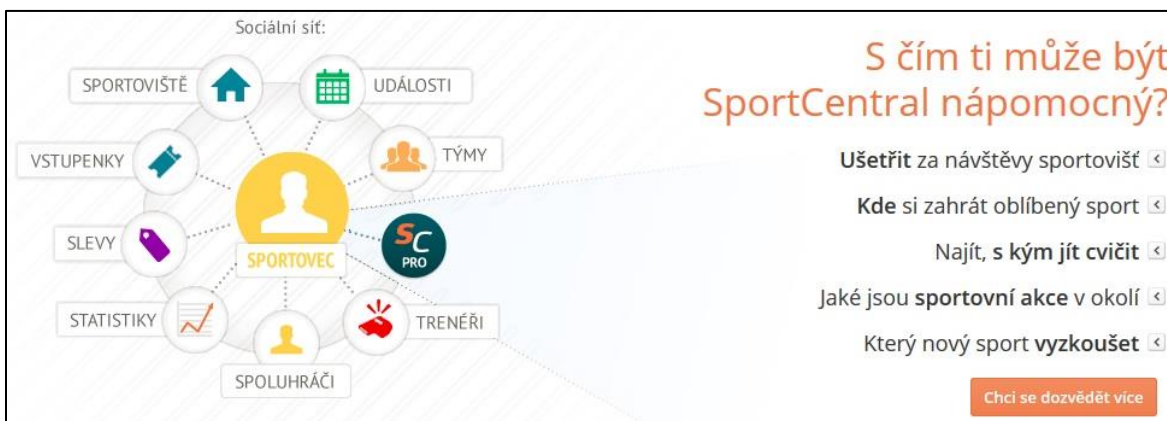 Sociální síť:
SPORTOVIŠTĚ
UDÁLOSTI
VSTUPENKY
TÝMY
SLEVY
SC
PRO
SPORTOVEC
STATISTIKY
TRENÉŘI
SPOLUHRÁČI
S čím ti může být
SportCentral nápomocný?
Ušetřit za návštěvy sportovišť
Kde si zahrát oblíbený sport
Najít, s kým jít cvičit
Jaké jsou sportovní akce v okolí
Který nový sport vyzkoušet
Chci se dozvědět více